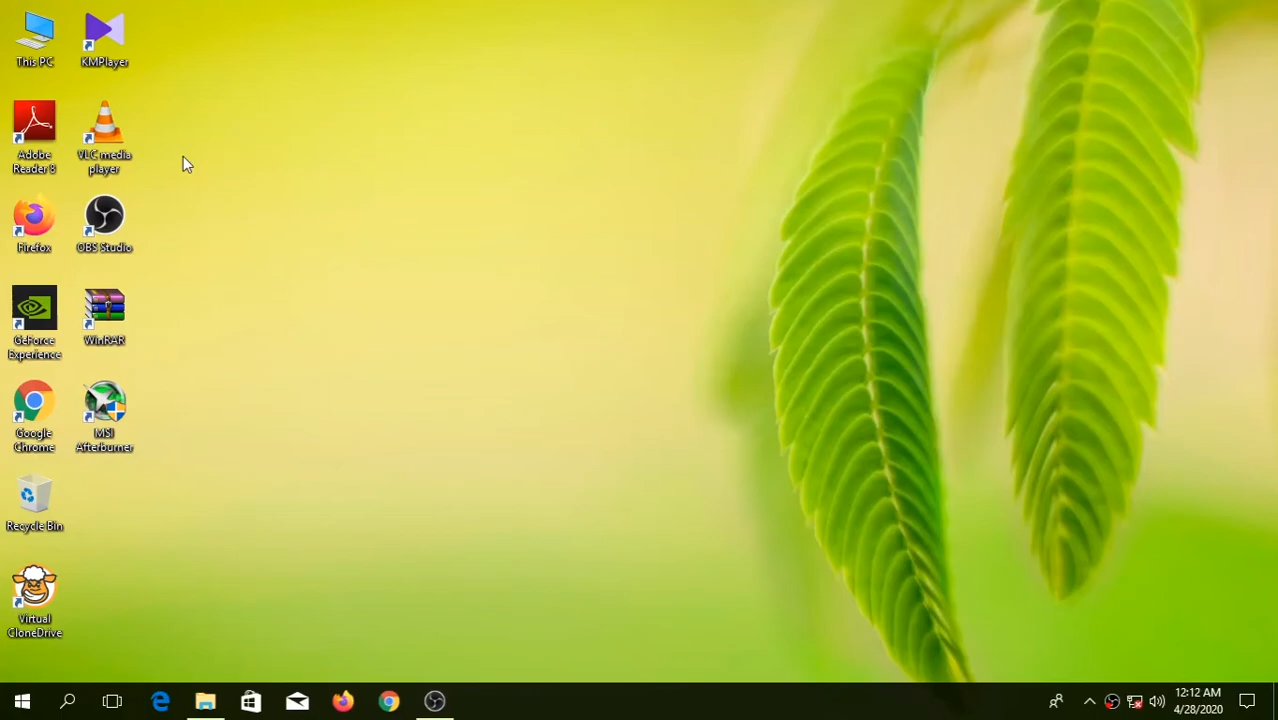 This PC
KMPlayer
Adobe
Reader 8
VLC media
player
Firefox
OBS Studio
GeForce
Experience
WinRAR
Google
Chrome
MSI
Afterburner
Recycle Bin
Virtual
CloneDrive
12:12 AM
4/28/2020